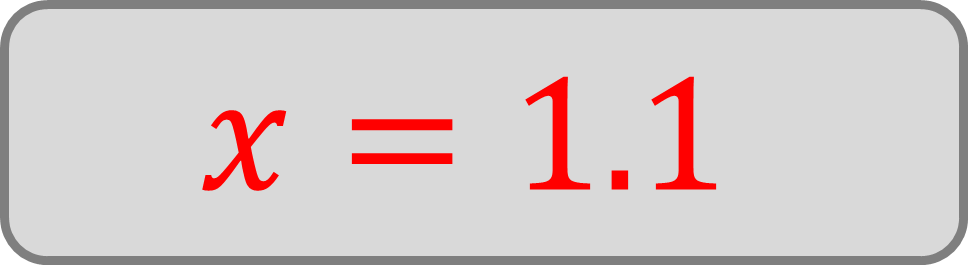 x = 1.1